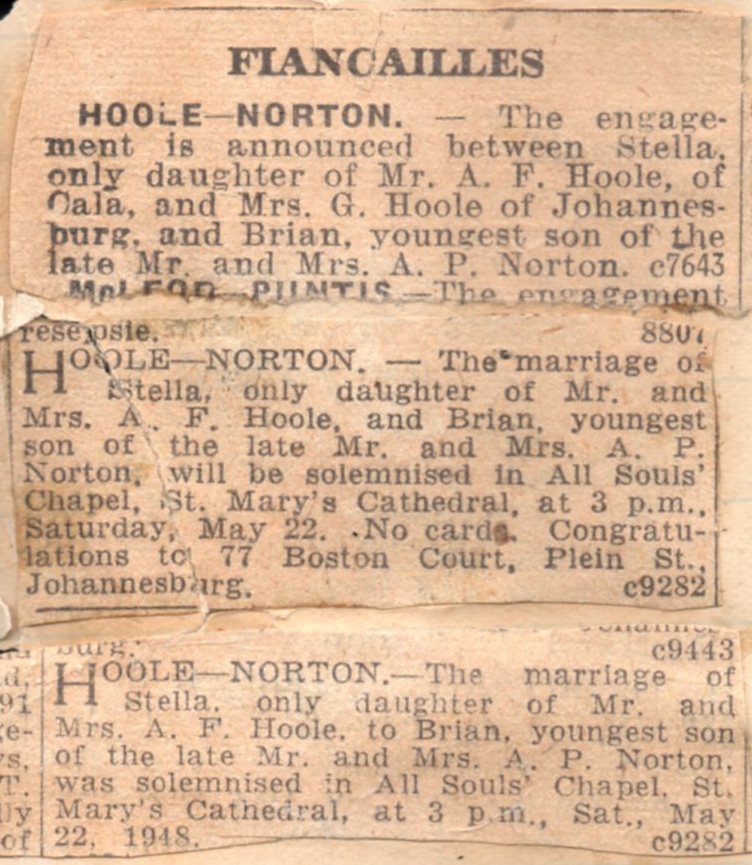 FIANCAILLES
HOOLE—NORTON. — The engage-
ment is announced between Stella,
only daughter of Mr. A. F. Hoole, of
Cala, and Mrs. G. Hoole of Johannes-
burg, and Brian, youngest son of the
late Mr. and Mrs. A. P. Norton. c7643
McLEOD—PUNTIS.—The engagement
resepsie. 8807
HOOLE—NORTON. — The marriage of
Stella, only daughter of Mr. and
Mrs. A. F. Hoole, and Brian, youngest
son of the late Mr. and Mrs. A. P.
Norton, will be solemnised in All Souls'
Chapel, St. Mary's Cathedral, at 3 p.m.,
Saturday, May 22. No cards. Congratu-
lations to 77 Boston Court, Plein St.,
Johannesburg. c9282
burg. c9443
HOOLE—NORTON.—The marriage of
Stella, only daughter of Mr. and
Mrs. A. F. Hoole, to Brian, youngest son
of the late Mr. and Mrs. A. P. Norton,
was solemnised in All Souls' Chapel, St.
Mary's Cathedral, at 3 p.m., Sat., May
22, 1948. c9282